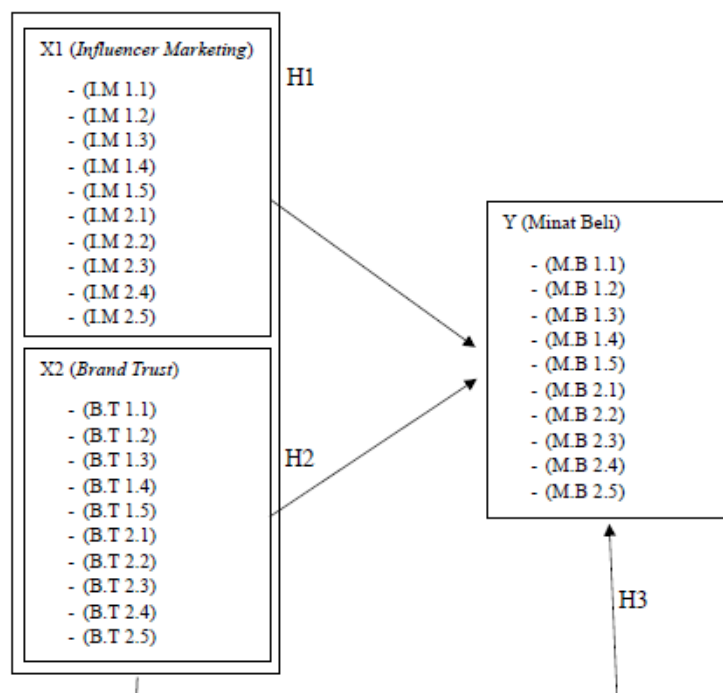 X1 (Influencer Marketing)
- (I.M 1.1)
- (I.M 1.2)
- (I.M 1.3)
- (I.M 1.4)
- (I.M 1.5)
- (I.M 2.1)
- (I.M 2.2)
- (I.M 2.3)
- (I.M 2.4)
- (I.M 2.5)
H1
X2 (Brand Trust)
- (B.T 1.1)
- (B.T 1.2)
- (B.T 1.3)
- (B.T 1.4)
- (B.T 1.5)
- (B.T 2.1)
- (B.T 2.2)
- (B.T 2.3)
- (B.T 2.4)
- (B.T 2.5)
H2
Y (Minat Beli)
- (M.B 1.1)
- (M.B 1.2)
- (M.B 1.3)
- (M.B 1.4)
- (M.B 1.5)
- (M.B 2.1)
- (M.B 2.2)
- (M.B 2.3)
- (M.B 2.4)
- (M.B 2.5)
H3